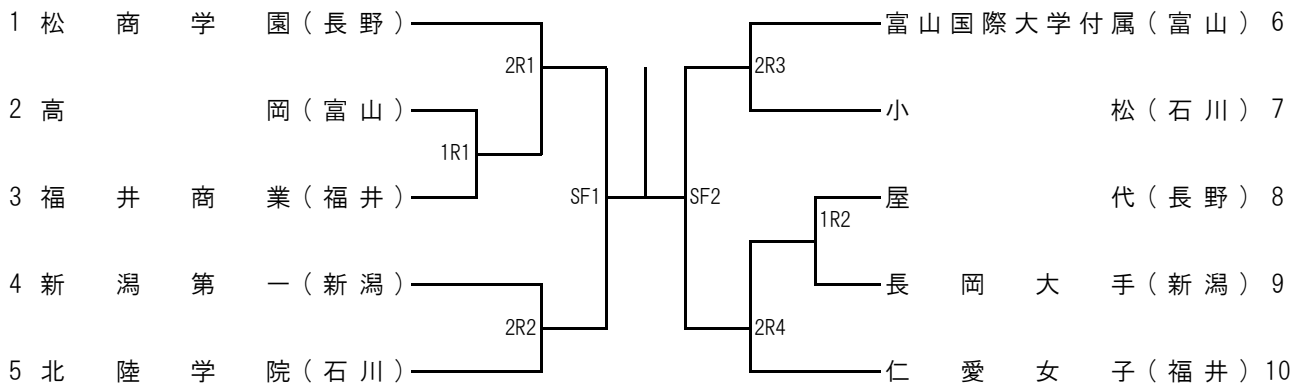 1 松商学園(長野)
2R1
2 高岡(富山)
1R1
3 福井商業(福井)
SF1
4 新潟第一(新潟)
2R2
5 北陸学院(石川)
富山国際大学付属(富山) 6
2R3
小松(石川) 7
SF2
屋代(長野) 8
1R2
長岡大手(新潟) 9
2R4
仁愛女子(福井) 10